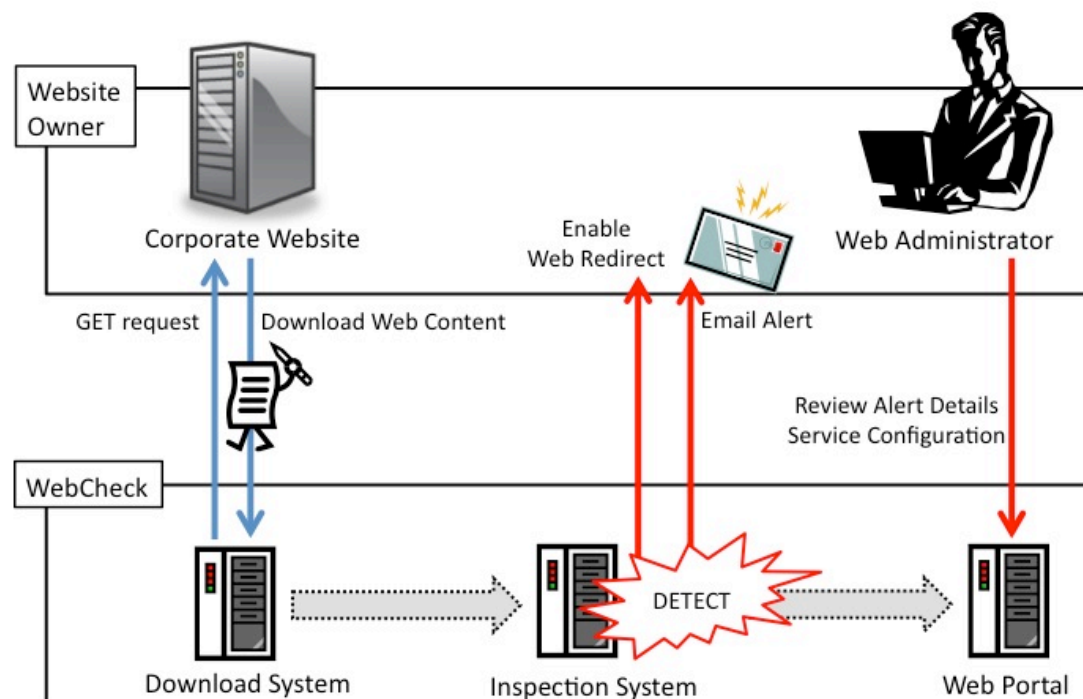 Website
Owner
Corporate Website
Enable
Web Redirect
Web Administrator
GET request
Download Web Content
Email Alert
Review Alert Details
Service Configuration
WebCheck
DETECT
Download System
Inspection System
Web Portal